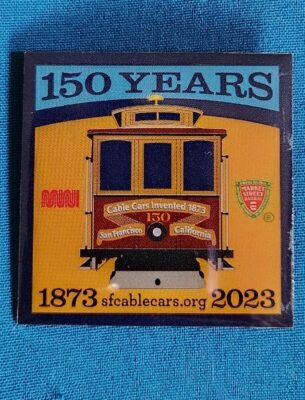 150 YEARS
Cable Cars Invented 1873
150
San Francisco California
muni
MARKET
STREET
RAILWAY
®
1873 sfcablecars.org 2023